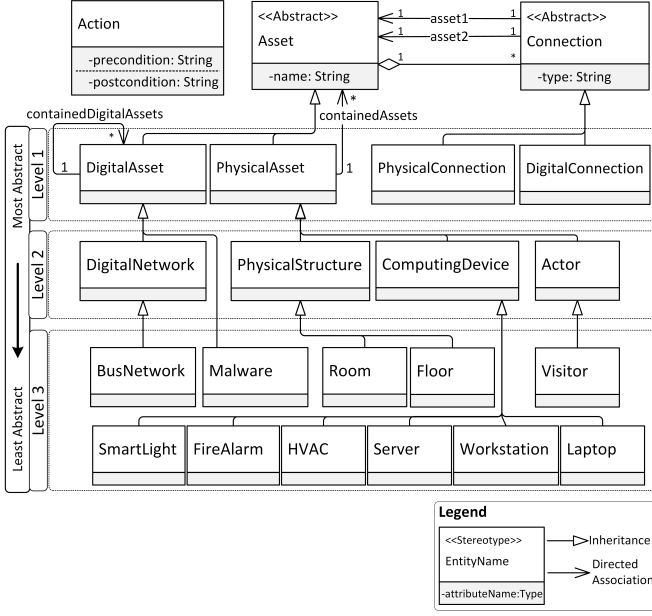 Action
-precondition: String
-postcondition: String
<<Abstract>>
Asset
-name: String
1 asset1 1
1 asset2 1
1 *
<<Abstract>>
Connection
-type: String
containedDigitalAssets
*
1
* containedAssets
1
Most Abstract
Least Abstract
Level 1
DigitalAsset
PhysicalAsset
PhysicalConnection
DigitalConnection
Level 2
DigitalNetwork
PhysicalStructure
ComputingDevice
Actor
Level 3
BusNetwork
Malware
Room
Floor
Visitor
SmartLight
FireAlarm
HVAC
Server
Workstation
Laptop
Legend
<<Stereotype>>
EntityName
-attributeName:Type
Inheritance
Directed
Association